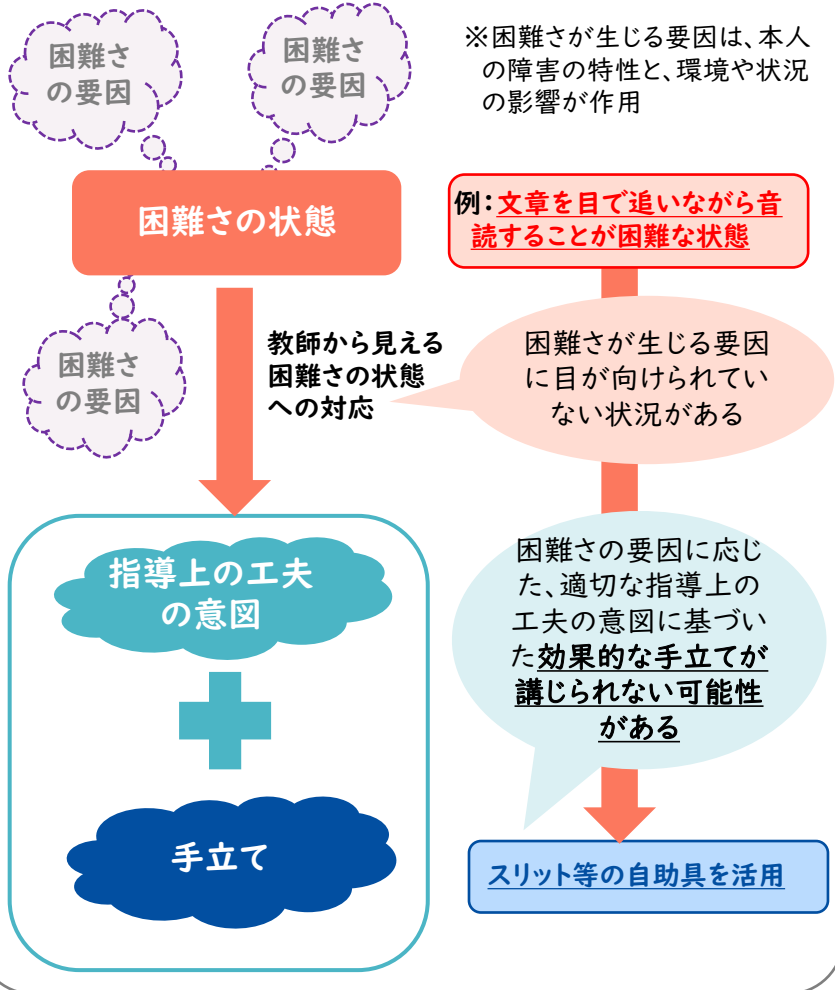 困難さ
の要因
困難さ
の要因
※困難さが生じる要因は、本人
の障害の特性と、環境や状況
の影響が作用
困難さの状態
例：文章を目で追いながら音
読することが困難な状態
困難さ
の要因
教師から見える
困難さの状態
への対応
困難さが生じる要因
に目が向けられてい
ない状況がある
指導上の工夫
の意図
手立て
困難さの要因に応じ
た、適切な指導上の
工夫の意図に基づい
た効果的な手立てが
講じられない可能性
がある
スリット等の自助具を活用